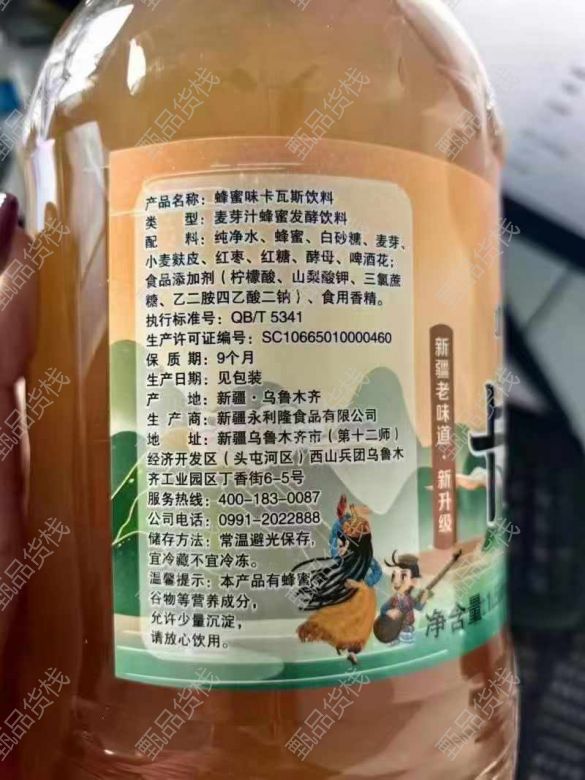 产品名称：蜂蜜味卡瓦斯饮料
类 型：麦芽汁蜂蜜发酵饮料
配 料：纯净水、蜂蜜、白砂糖、麦芽、
小麦麸皮、红枣、红糖、酵母、啤酒花；
食品添加剂（柠檬酸、山梨酸钾、三氯蔗
糖、乙二胺四乙酸二钠）、食用香精。
执行标准号：QB/T 5341
生产许可证编号：SC10665010000460
保 质 期：9个月
生产日期：见包装
产 地：新疆·乌鲁木齐
生 产 商：新疆永利隆食品有限公司
地 址：新疆乌鲁木齐市（第十二师）
经济开发区（头屯河区）西山兵团乌鲁木
齐工业园区丁香街6-5号
服务热线：400-183-0087
公司电话：0991-2022888
储存方法：常温避光保存，
宜冷藏不宜冷冻。
温馨提示：本产品有蜂蜜
谷物等营养成分，
允许少量沉淀，
请放心饮用。
新疆老味道·新升级
净含量:1.
甄品货栈